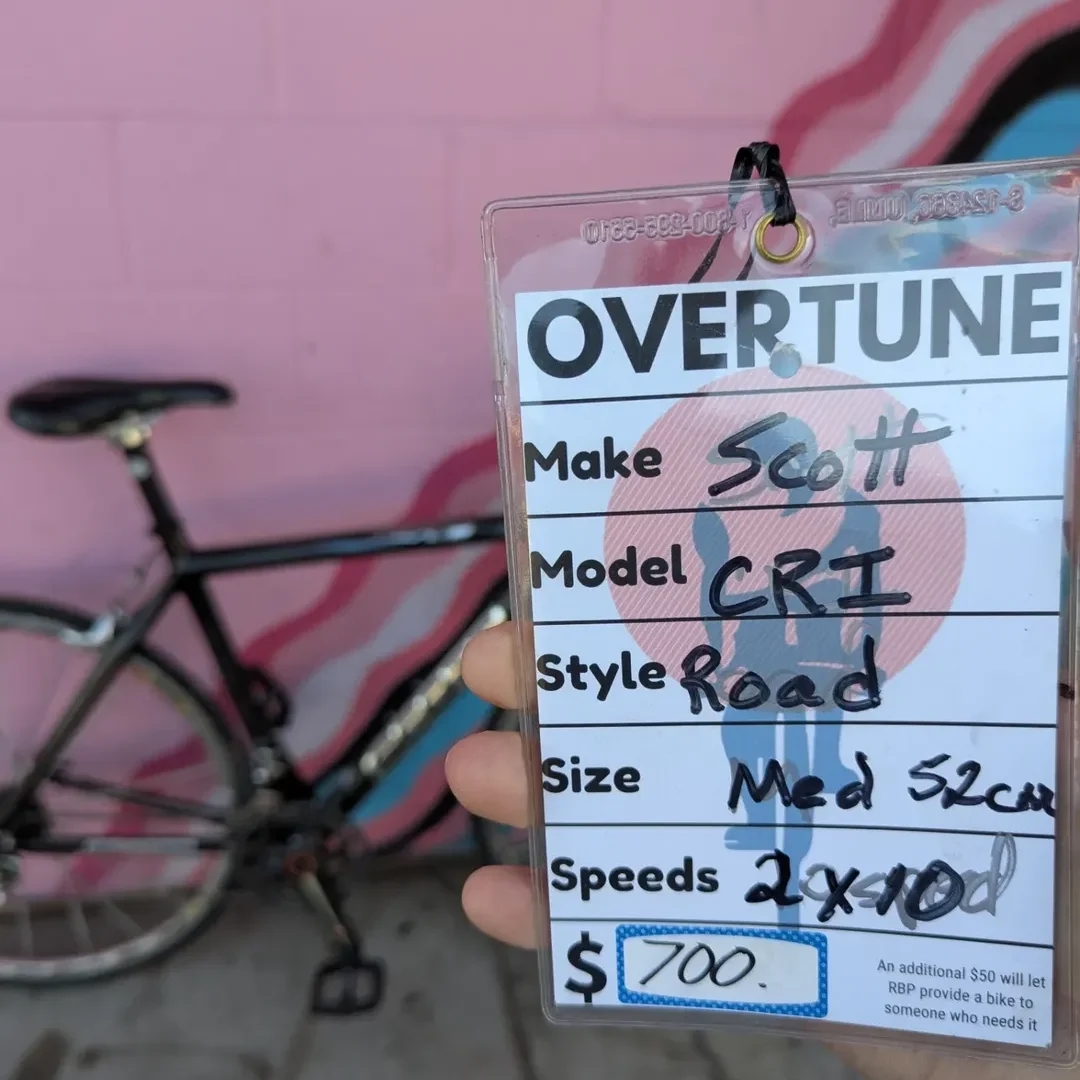 OVERTUNE
Make Scott
Model CRI
Style Road
Size Med 52cm
Speeds 2x10
$ 700.
An additional $50 will let
RBP provide a bike to
someone who needs it